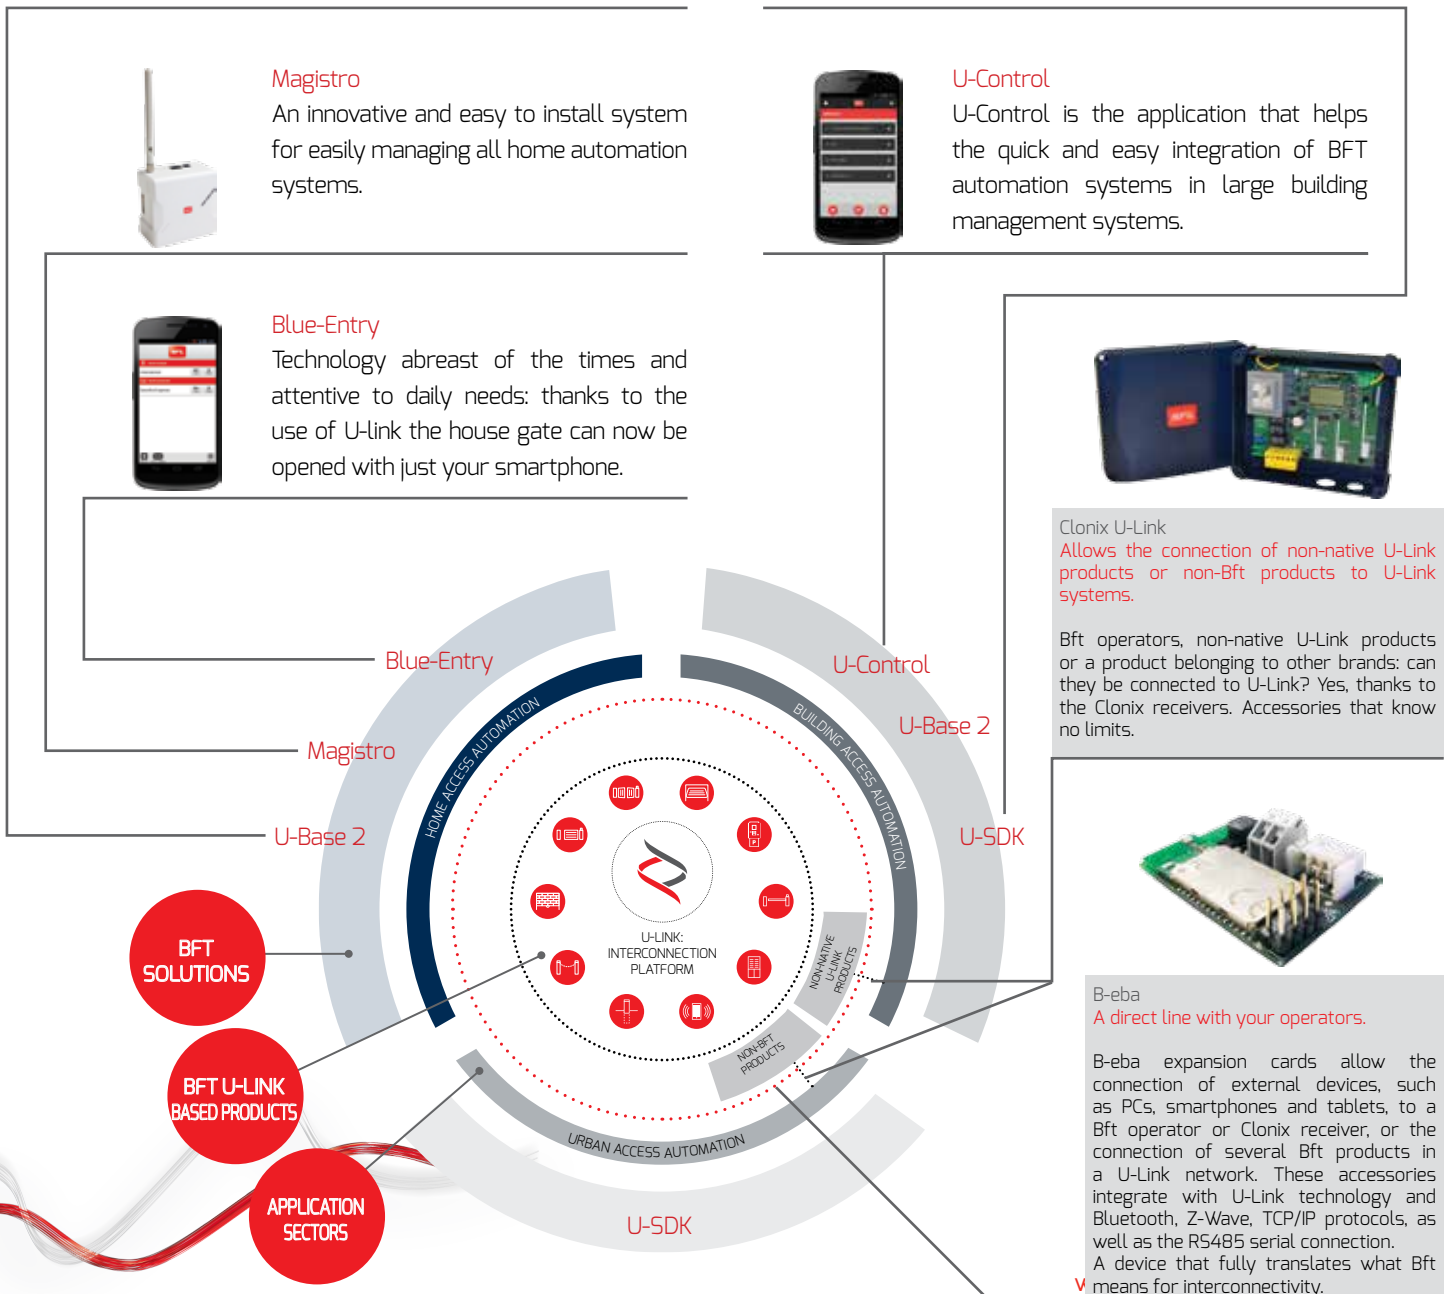 Magistro
An innovative and easy to install system
for easily managing all home automation
systems.
U-Control
U-Control is the application that helps
the quick and easy integration of BFT
automation systems in large building
management systems.
Blue-Entry
Technology abreast of the times and
attentive to daily needs: thanks to the
use of U-link the house gate can now be
opened with just your smartphone.
Clonix U-Link
Allows the connection of non-native U-Link
products or non-Bft products to U-Link
systems.
Bft operators, non-native U-Link products
or a product belonging to other brands: can
they be connected to U-Link? Yes, thanks to
the Clonix receivers. Accessories that know
no limits.
Blue-Entry
Magistro
U-Base 2
U-Control
U-Base 2
U-SDK
HOME ACCESS AUTOMATION
BUILDING ACCESS AUTOMATION
U-LINK:
INTERCONNECTION
PLATFORM
NON-NATIVE
U-LINK
PRODUCTS
NON-BFT
PRODUCTS
URBAN ACCESS AUTOMATION
U-SDK
BFT
SOLUTIONS
BFT U-LINK
BASED PRODUCTS
APPLICATION
SECTORS
B-eba
A direct line with your operators.
B-eba expansion cards allow the
connection of external devices, such
as PCs, smartphones and tablets, to a
Bft operator or Clonix receiver, or the
connection of several Bft products in
a U-Link network. These accessories
integrate with U-Link technology and
Bluetooth, Z-Wave, TCP/IP protocols, as
well as the RS485 serial connection.
A device that fully translates what Bft
means for interconnectivity.